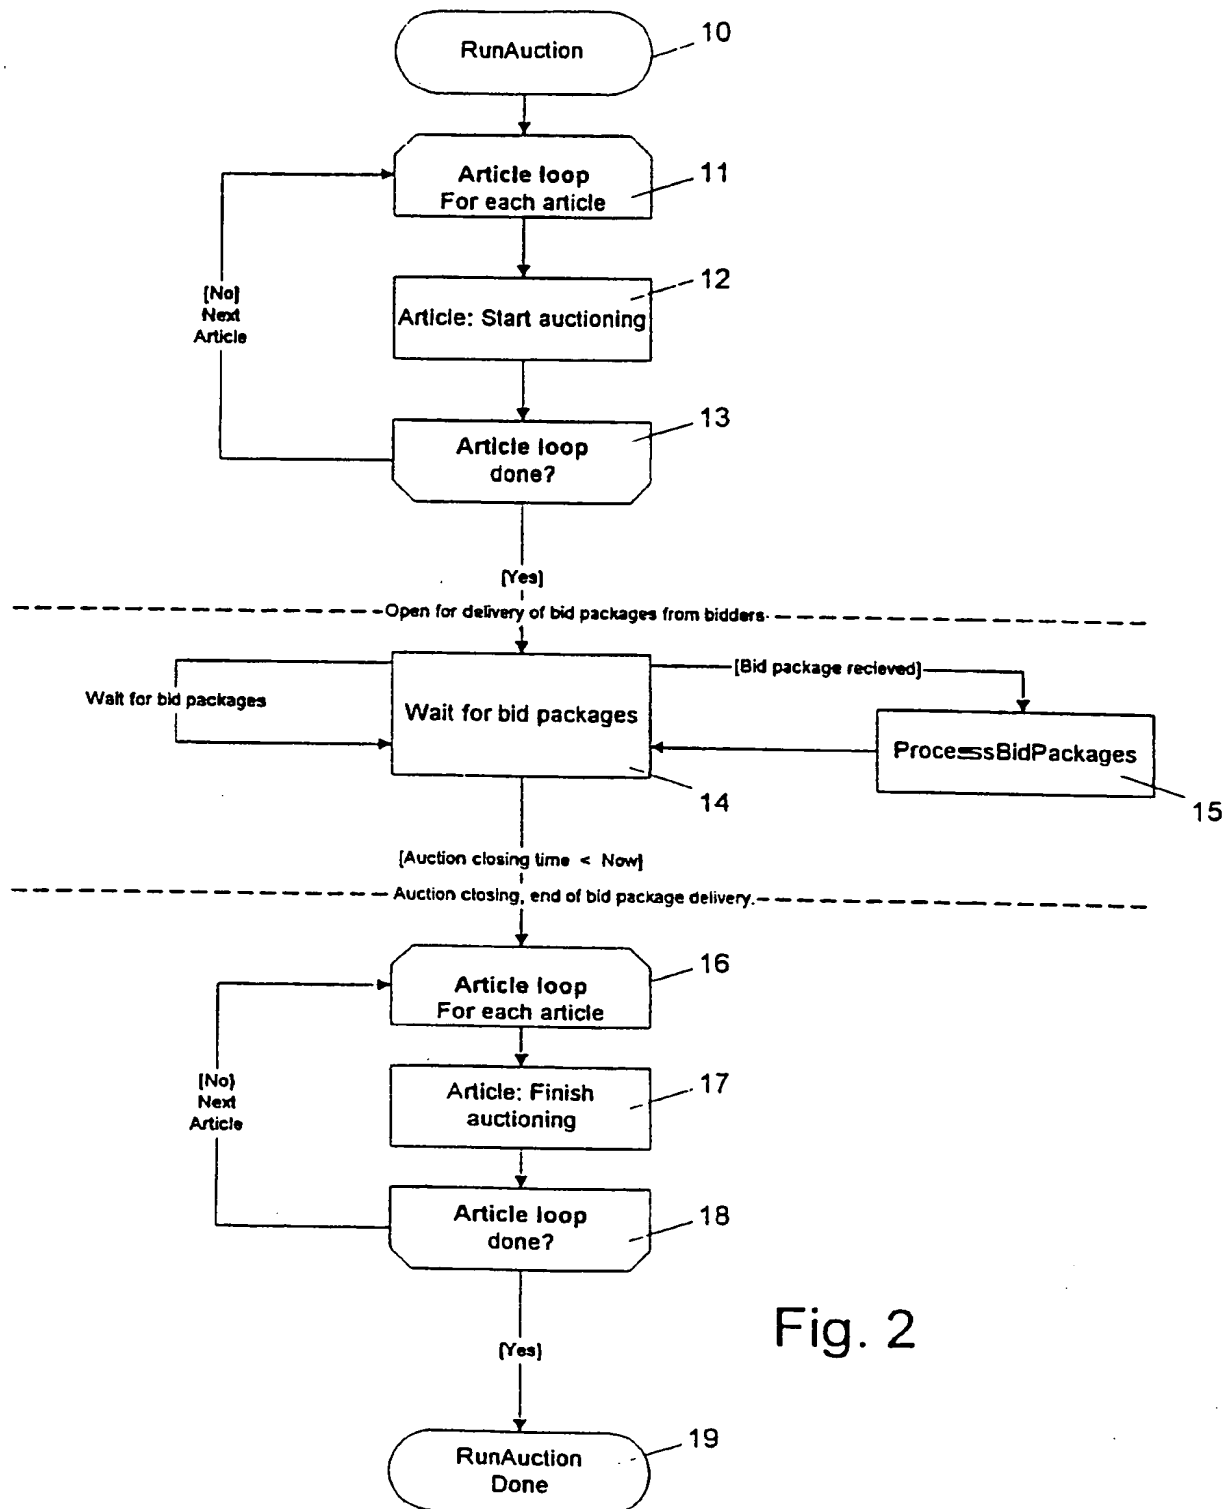 RunAuction
10
Article loop
For each article
11
[No]
Next
Article
Article: Start auctioning
12
Article loop
done?
13
[Yes]
Open for delivery of bid packages from bidders
Wait for bid packages
Wait for bid packages
14
[Bid package recieved]
ProcessBidPackages
15
[Auction closing time < Now]
Auction closing, end of bid package delivery.
Article loop
For each article
16
[No]
Next
Article
Article: Finish
auctioning
17
Article loop
done?
18
[Yes]
Fig. 2
RunAuction
Done
19